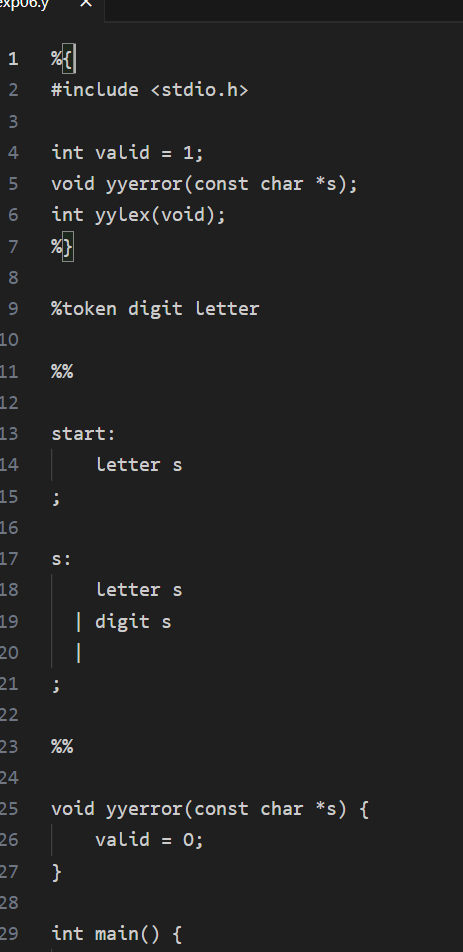 exp06.y ×
1 %{
2 #include <stdio.h>
3
4 int valid = 1;
5 void yyerror(const char *s);
6 int yylex(void);
7 %}
8
9 %token digit letter
10
11 %%
12
13 start:
14 letter s
15 ;
16
17 s:
18 letter s
19 | digit s
20 |
21 ;
22
23 %%
24
25 void yyerror(const char *s) {
26 valid = 0;
27 }
28
29 int main() {